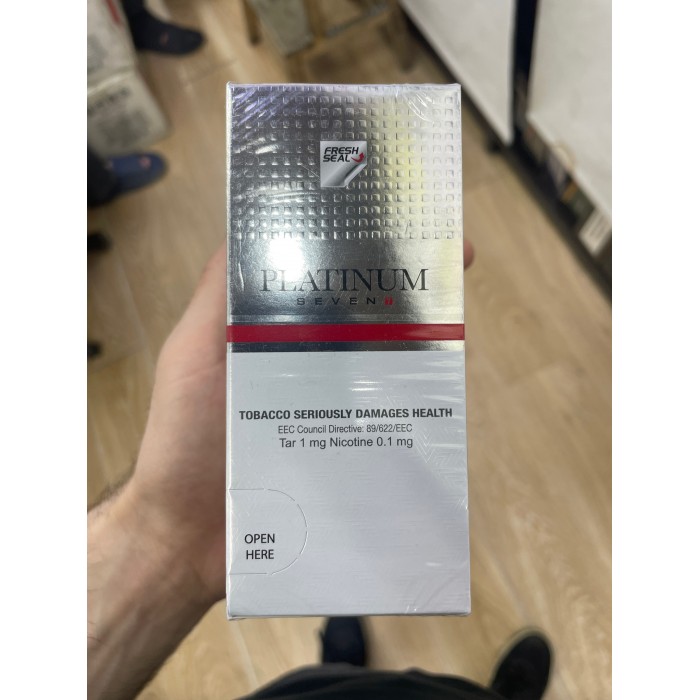 FRESH
SEAL
PLATINUM
SEVEN
TOBACCO SERIOUSLY DAMAGES HEALTH
EEC Council Directive: 89/622/EEC
Tar 1 mg Nicotine 0.1 mg
OPEN
HERE